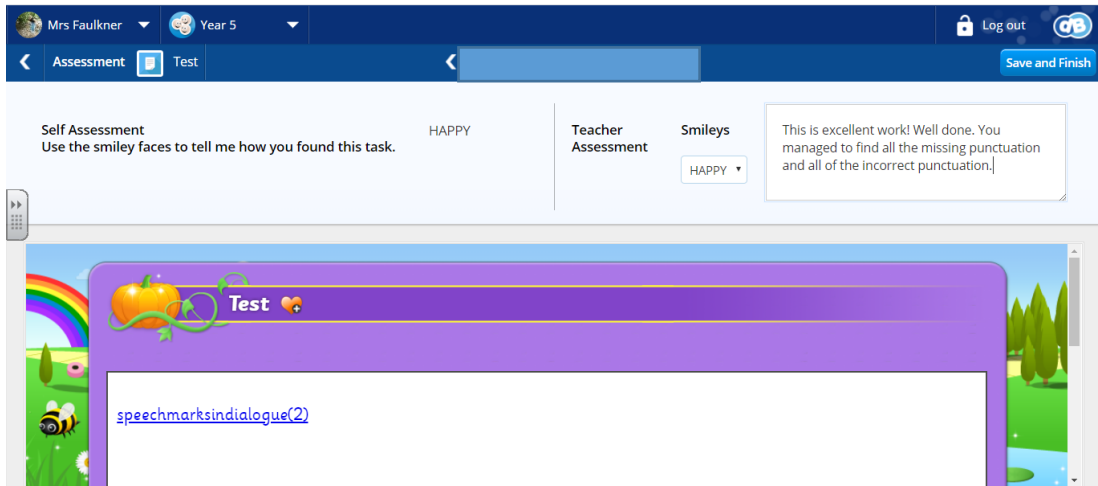 Mrs Faulkner
Year 5
Log out
Assessment
Test
Save and Finish
Self Assessment
Use the smiley faces to tell me how you found this task.
HAPPY
Teacher
Assessment
Smileys
HAPPY
This is excellent work! Well done. You
managed to find all the missing punctuation
and all of the incorrect punctuation.
Test
speechmarksindialogue(2)